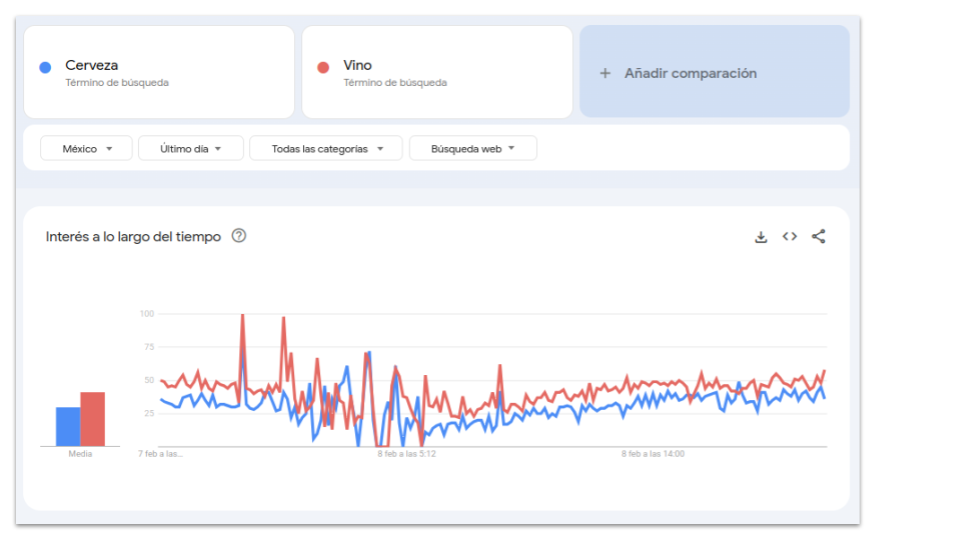 Cerveza
Término de búsqueda
Vino
Término de búsqueda
+ Añadir comparación
México
Último día
Todas las categorías
Búsqueda web
Interés a lo largo del tiempo
100
75
50
25
Media
7 feb a las...
8 feb a las 5:12
8 feb a las 14:00